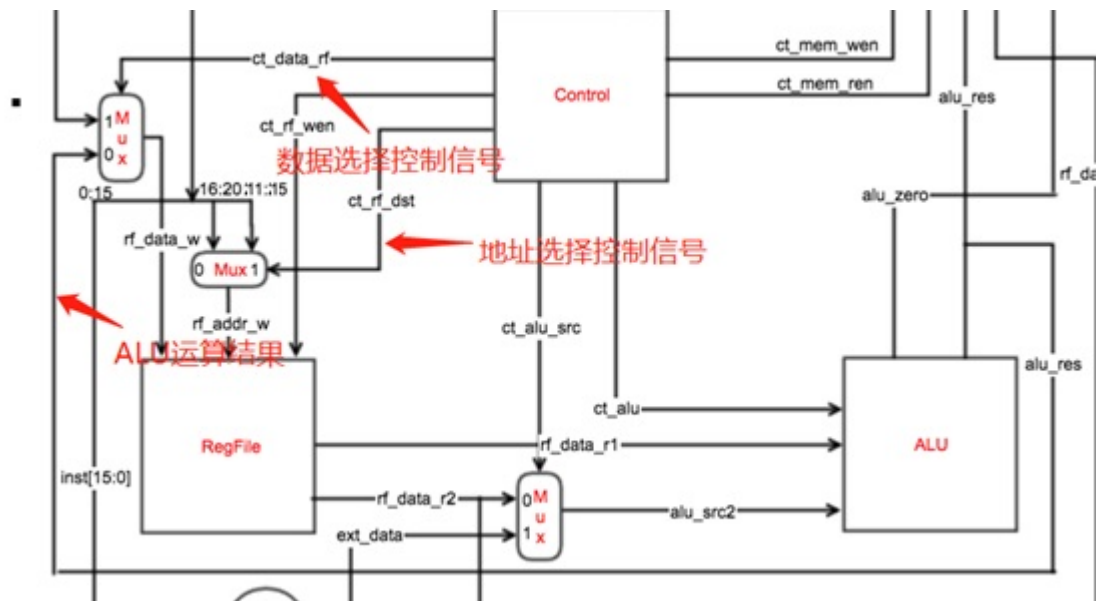 ct_data_rf
ct_mem_wen
Control
ct_mem_ren
alu_res
1 M
u
0 x
ct_rf_wen
数据选择控制信号
rf_da
0:15
16:20
11:15
ct_rf_dst
alu_zero
rf_data_w
地址选择控制信号
0 Mux 1
rf_addr_w
ct_alu_src
ALU运算结果
alu_res
ct_alu
RegFile
rf_data_r1
ALU
inst[15:0]
rf_data_r2
0 M
u
1 x
alu_src2
ext_data